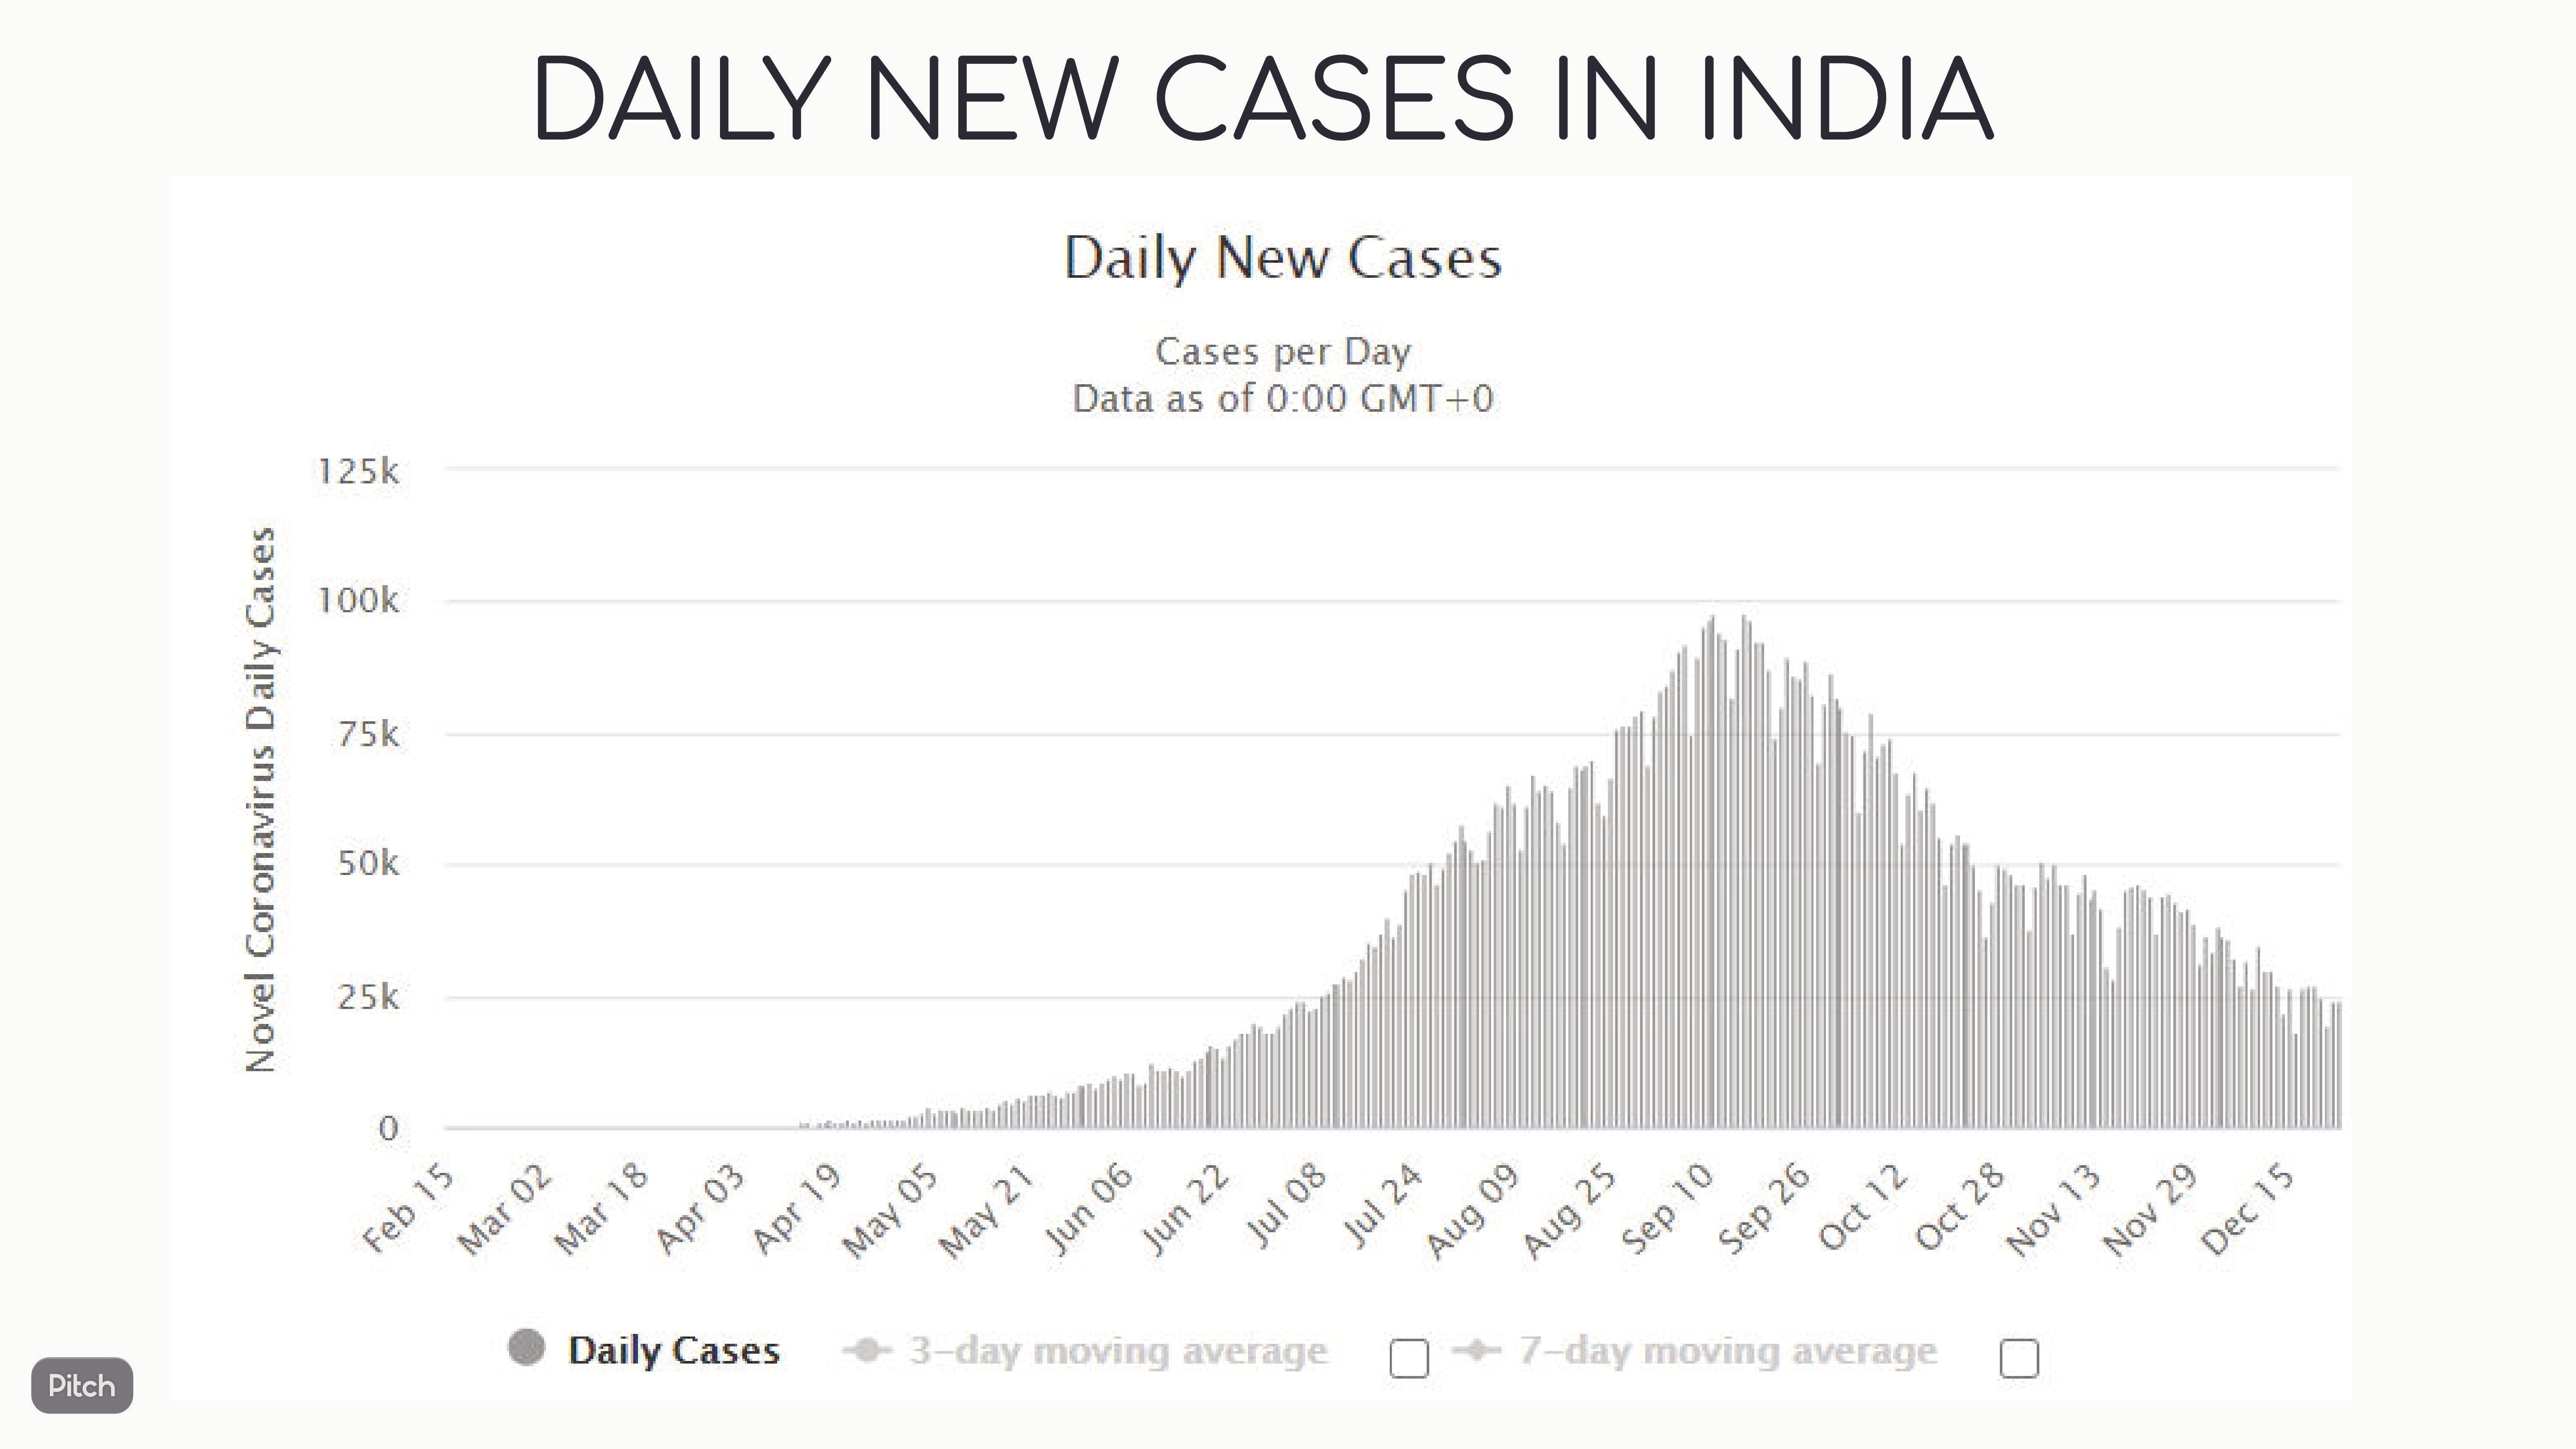 DAILY NEW CASES IN INDIA
Daily New Cases
Cases per Day
Data as of 0:00 GMT+0
Novel Coronavirus Daily Cases
125k
100k
75k
50k
25k
0
Feb 15
Mar 02
Mar 18
Apr 03
Apr 19
May 05
May 21
Jun 06
Jun 22
Jul 08
Jul 24
Aug 09
Aug 25
Sep 10
Sep 26
Oct 12
Oct 28
Nov 13
Nov 29
Dec 15
Daily Cases 3-day moving average 7-day moving average
Pitch